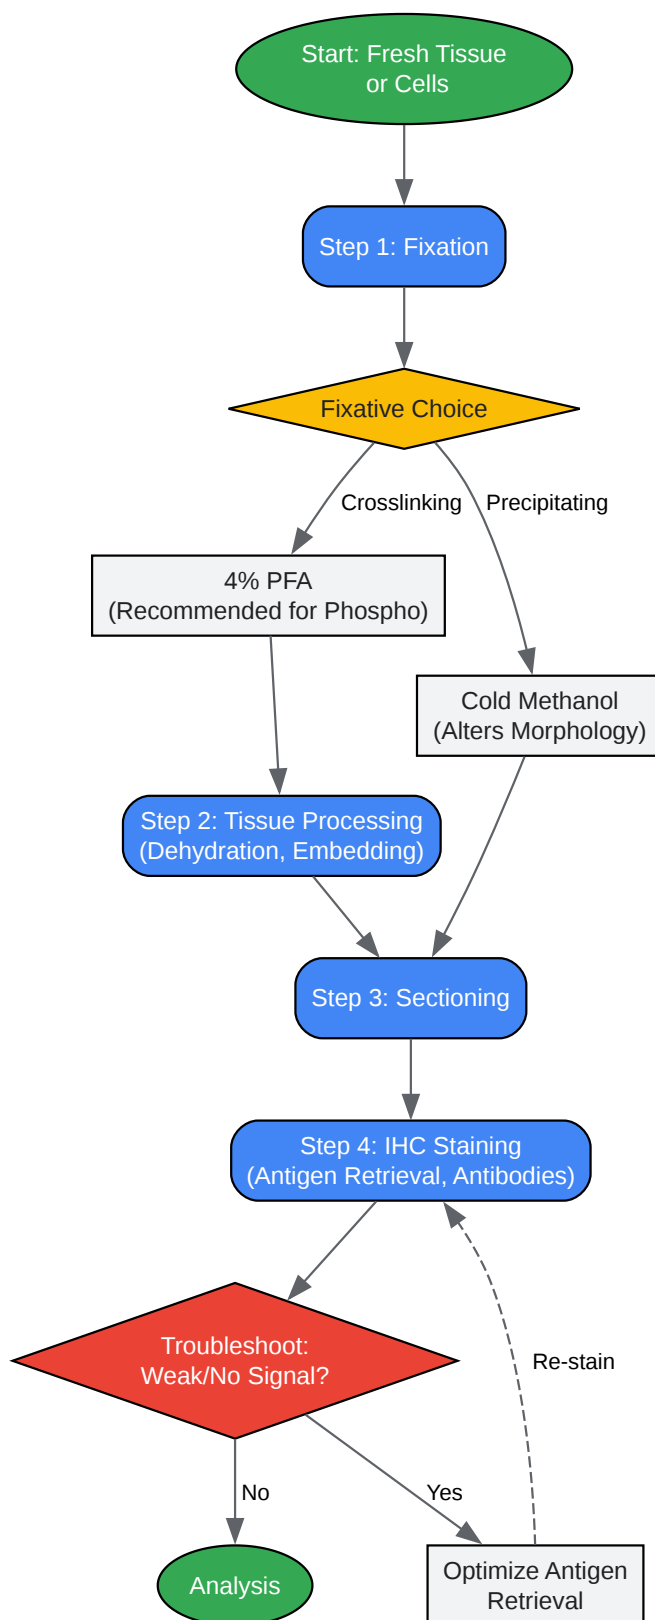 Start: Fresh Tissue
or Cells
Step 1: Fixation
Fixative Choice
Crosslinking
Precipitating
4% PFA
(Recommended for Phospho)
Cold Methanol
(Alters Morphology)
Step 2: Tissue Processing
(Dehydration, Embedding)
Step 3: Sectioning
Step 4: IHC Staining
(Antigen Retrieval, Antibodies)
Troubleshoot:
Weak/No Signal?
Re-stain
No
Yes
Analysis
Optimize Antigen
Retrieval